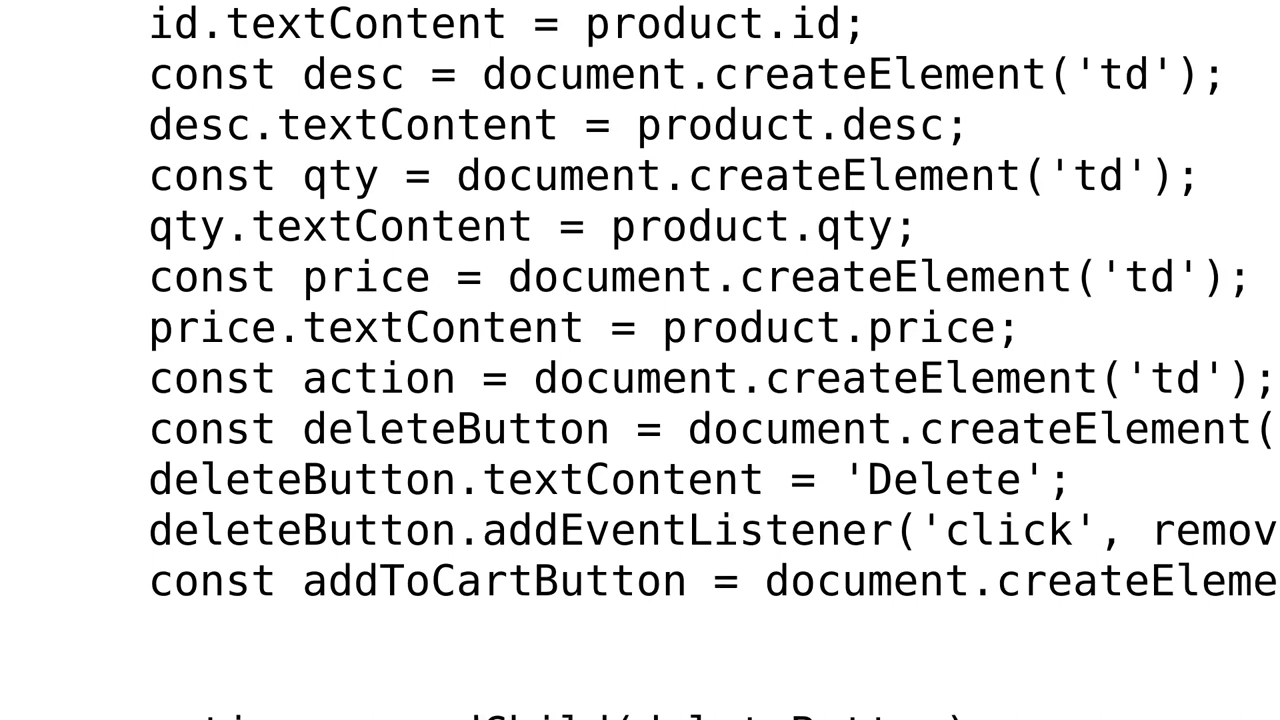 id.textContent = product.id;
const desc = document.createElement('td');
desc.textContent = product.desc;
const qty = document.createElement('td');
qty.textContent = product.qty;
const price = document.createElement('td');
price.textContent = product.price;
const action = document.createElement('td');
const deleteButton = document.createElement(
deleteButton.textContent = 'Delete';
deleteButton.addEventListener('click', remov
const addToCartButton = document.createEleme